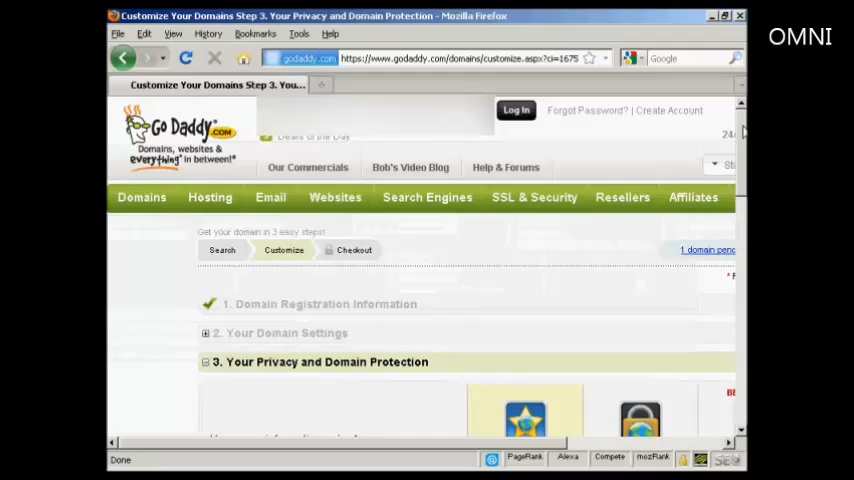 OMNI
Customize Your Domains Step 3. Your Privacy and Domain Protection - Mozilla Firefox
File Edit View History Bookmarks Tools Help
godaddy.com https://www.godaddy.com/domains/customize.aspx?ci=1675 Google
Customize Your Domains Step 3. You...
Log In Forgot Password? | Create Account
Deals of the Day
Go Daddy.COM
Domains, websites &
everything in between!®
24
Our Commercials Bob's Video Blog Help & Forums
Domains Hosting Email Websites Search Engines SSL & Security Resellers Affiliates
Get your domain in 3 easy steps!
Search Customize Checkout
1 domain pend
1. Domain Registration Information
2. Your Domain Settings
3. Your Privacy and Domain Protection
Done PageRank Alexa Compete mozRank